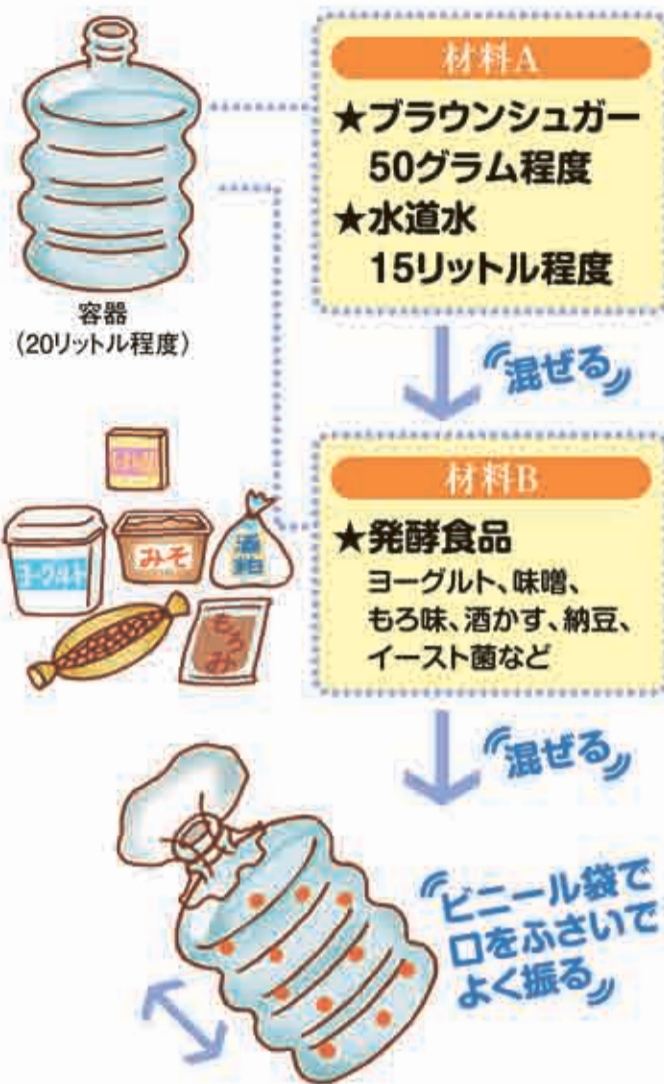 材料A
★ブラウンシュガー
50グラム程度
★水道水
15リットル程度
容器
(20リットル程度)
混ぜる
材料B
★発酵食品
ヨーグルト、味噌、
もろ味、酒かす、納豆、
イースト菌など
ヨーグルト
みそ
酒粕
もろみ
混ぜる
ビニール袋で
口をふさいで
よく振る